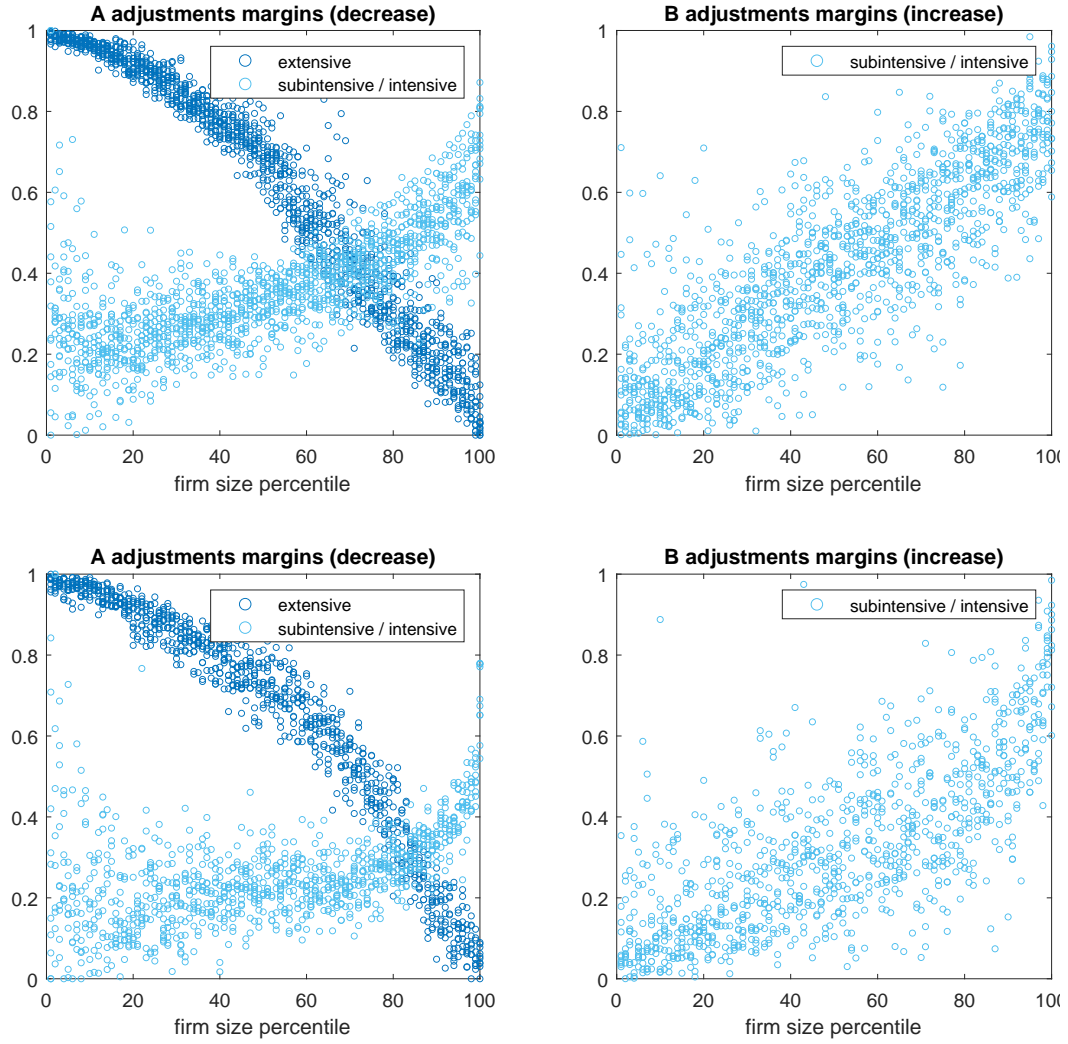 A adjustments margins (decrease)
1
0.8
0.6
0.4
0.2
0
extensive
subintensive / intensive
0 20 40 60 80 100
firm size percentile
B adjustments margins (increase)
1
0.8
0.6
0.4
0.2
0
subintensive / intensive
0 20 40 60 80 10
firm size percentile
A adjustments margins (decrease)
1
0.8
0.6
0.4
0.2
0
extensive
subintensive / intensive
0 20 40 60 80 100
firm size percentile
B adjustments margins (increase)
1
0.8
0.6
0.4
0.2
0
subintensive / intensive
0 20 40 60 80 10
firm size percentile